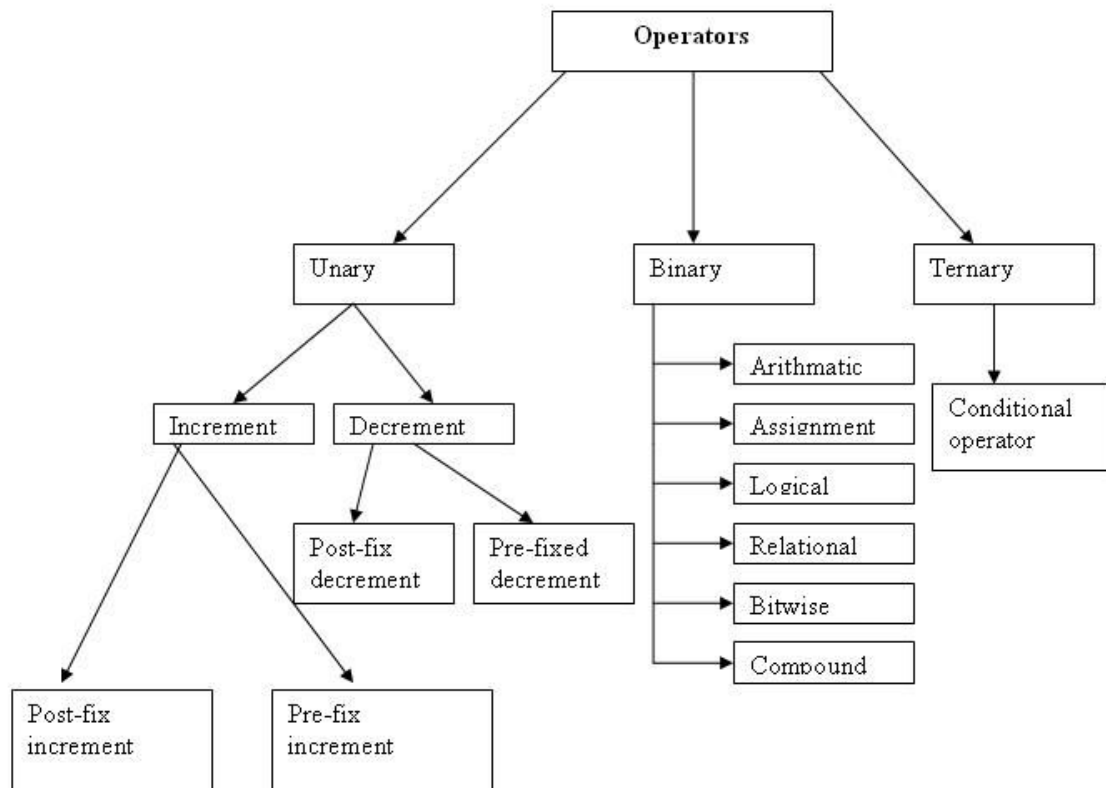 Operators
Unary
Binary
Ternary
Arithmatic
Assignment
Logical
Relational
Bitwise
Compound
Conditional
operator
Increment
Decrement
Post-fix
decrement
Pre-fixed
decrement
Post-fix
increment
Pre-fix
increment